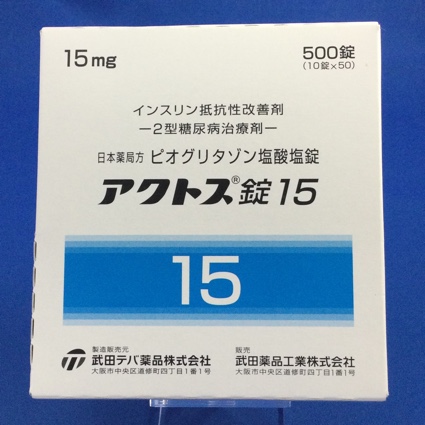 15mg
500錠
(10錠×50)
インスリン抵抗性改善剤
―2型糖尿病治療剤―
日本薬局方 ピオグリタゾン塩酸塩錠
アクトス®錠15
15
製造販売元
武田テバ薬品株式会社
大阪市中央区道修町四丁目1番1号
販売
武田薬品工業株式会社
大阪市中央区道修町四丁目1番1号